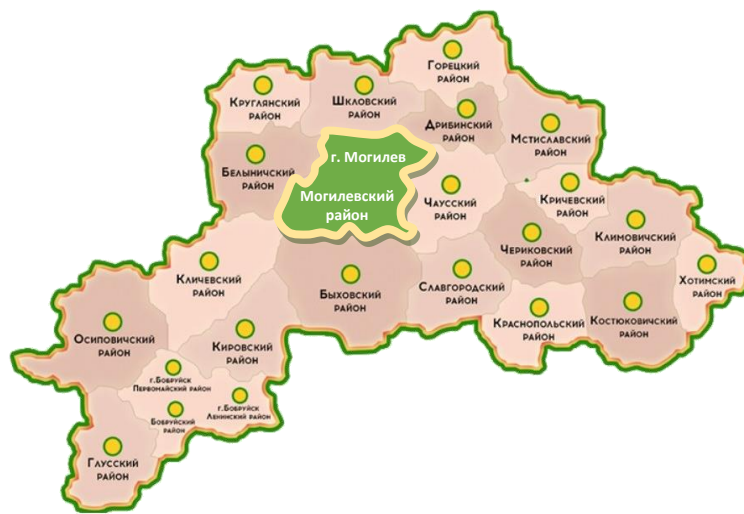 Горецкий
район
Круглянский
район
Шкловский
район
Дрибинский
район
Мстиславский
район
г. Могилев
Могилевский
район
Белыничский
район
Чаусский
район
Кричевский
район
Климовичский
район
Чериковский
район
Хотимский
район
Кличевский
район
Быховский
район
Славгородский
район
Краснопольский
район
Костюковичский
район
Осиповичский
район
Кировский
район
г.Бобруйск
Первомайский район
г.Бобруйск
Ленинский район
Бобруйский
район
Глусский
район